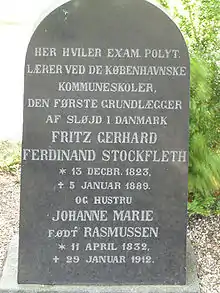 HER HVILER EXAM. POLYT.
LÆRER VED DE KØBENHAVNSKE
KOMMUNESKOLER,
DEN FØRSTE GRUNDLÆGGER
AF SLØJD I DANMARK
FRITZ GERHARD
FERDINAND STOCKFLETH
* 13 DECBR. 1823,
† 5 JANUAR 1889.
OG HUSTRU
JOHANNE MARIE
FØDT RASMUSSEN
* 11 APRIL 1832,
† 29 JANUAR 1912.